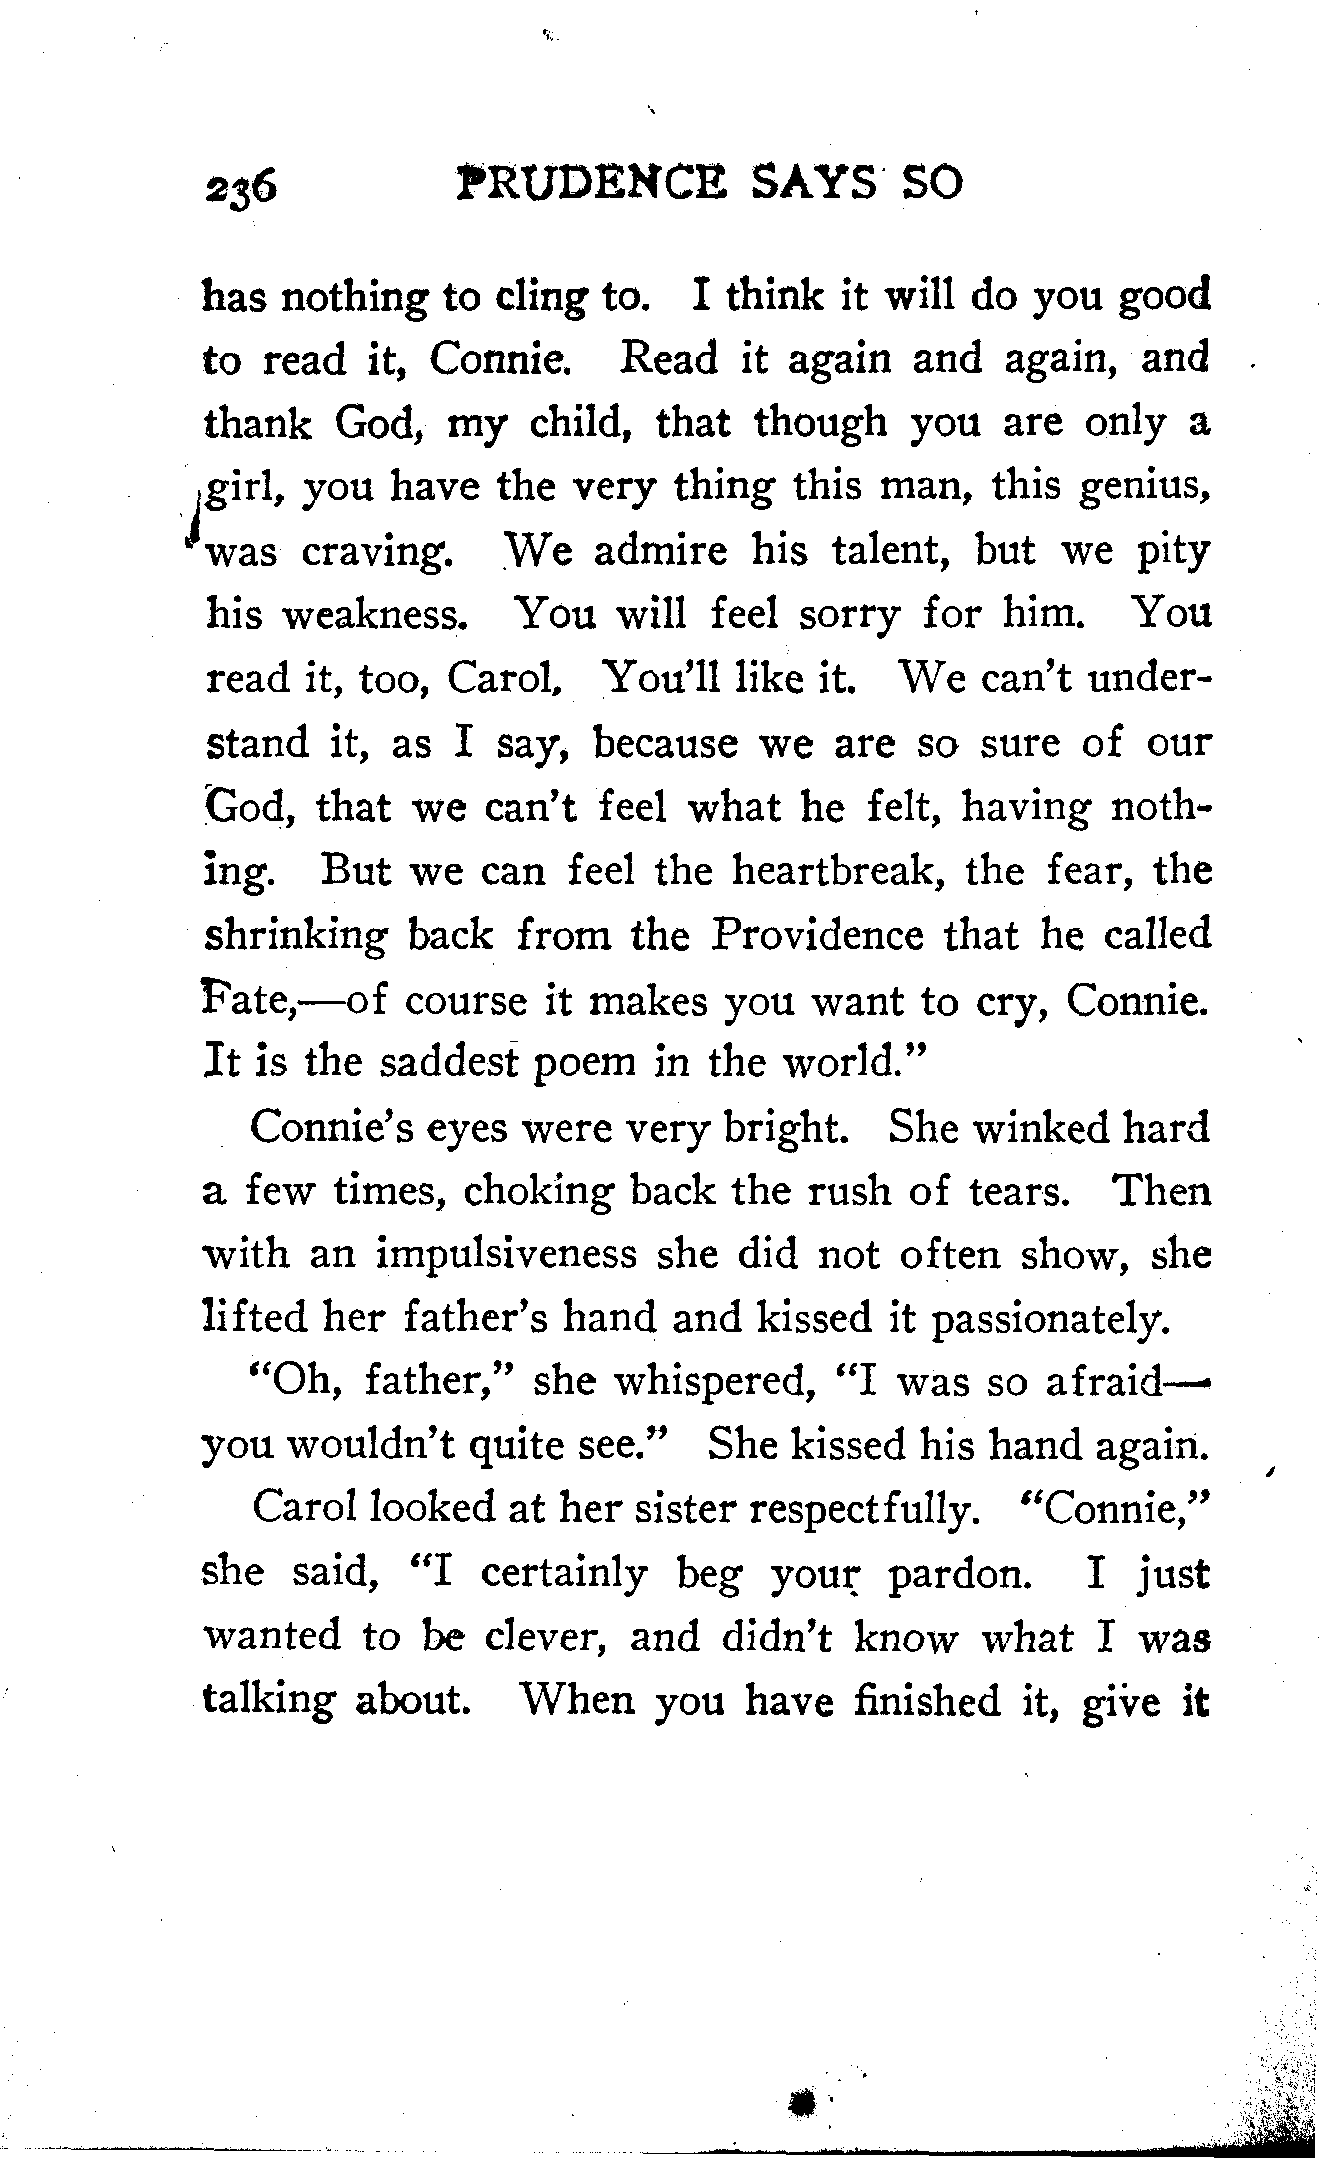 236 PRUDENCE SAYS SO
has nothing to cling to. I think it will do you good
to read it, Connie. Read it again and again, and
thank God, my child, that though you are only a
girl, you have the very thing this man, this genius,
was craving. We admire his talent, but we pity
his weakness. You will feel sorry for him. You
read it, too, Carol. You'll like it. We can't under-
stand it, as I say, because we are so sure of our
God, that we can't feel what he felt, having noth-
ing. But we can feel the heartbreak, the fear, the
shrinking back from the Providence that he called
Fate,—of course it makes you want to cry, Connie.
It is the saddest poem in the world."
Connie's eyes were very bright. She winked hard
a few times, choking back the rush of tears. Then
with an impulsiveness she did not often show, she
lifted her father's hand and kissed it passionately.
"Oh, father," she whispered, "I was so afraid—
you wouldn't quite see." She kissed his hand again.
Carol looked at her sister respectfully. "Connie,"
she said, "I certainly beg your pardon. I just
wanted to be clever, and didn't know what I was
talking about. When you have finished it, give it